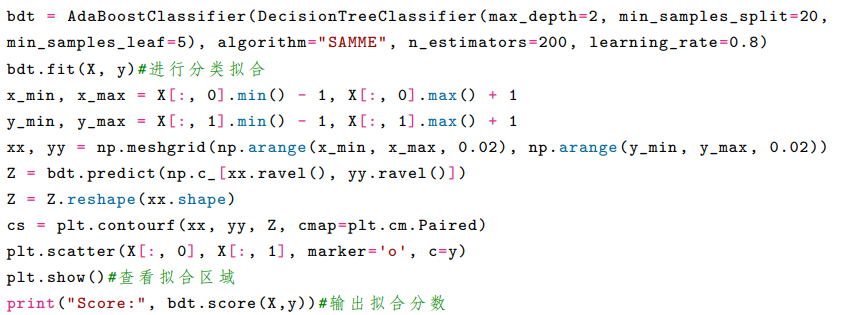 bdt = AdaBoostClassifier(DecisionTreeClassifier(max_depth=2, min_samples_split=20,
min_samples_leaf=5), algorithm="SAMME", n_estimators=200, learning_rate=0.8)
bdt.fit(X, y)#进行分类拟合
x_min, x_max = X[:, 0].min() - 1, X[:, 0].max() + 1
y_min, y_max = X[:, 1].min() - 1, X[:, 1].max() + 1
xx, yy = np.meshgrid(np.arange(x_min, x_max, 0.02), np.arange(y_min, y_max, 0.02))
Z = bdt.predict(np.c_[xx.ravel(), yy.ravel()])
Z = Z.reshape(xx.shape)
cs = plt.contourf(xx, yy, Z, cmap=plt.cm.Paired)
plt.scatter(X[:, 0], X[:, 1], marker='o', c=y)
plt.show()#查看拟合区域
print("Score:", bdt.score(X,y))#输出拟合分数